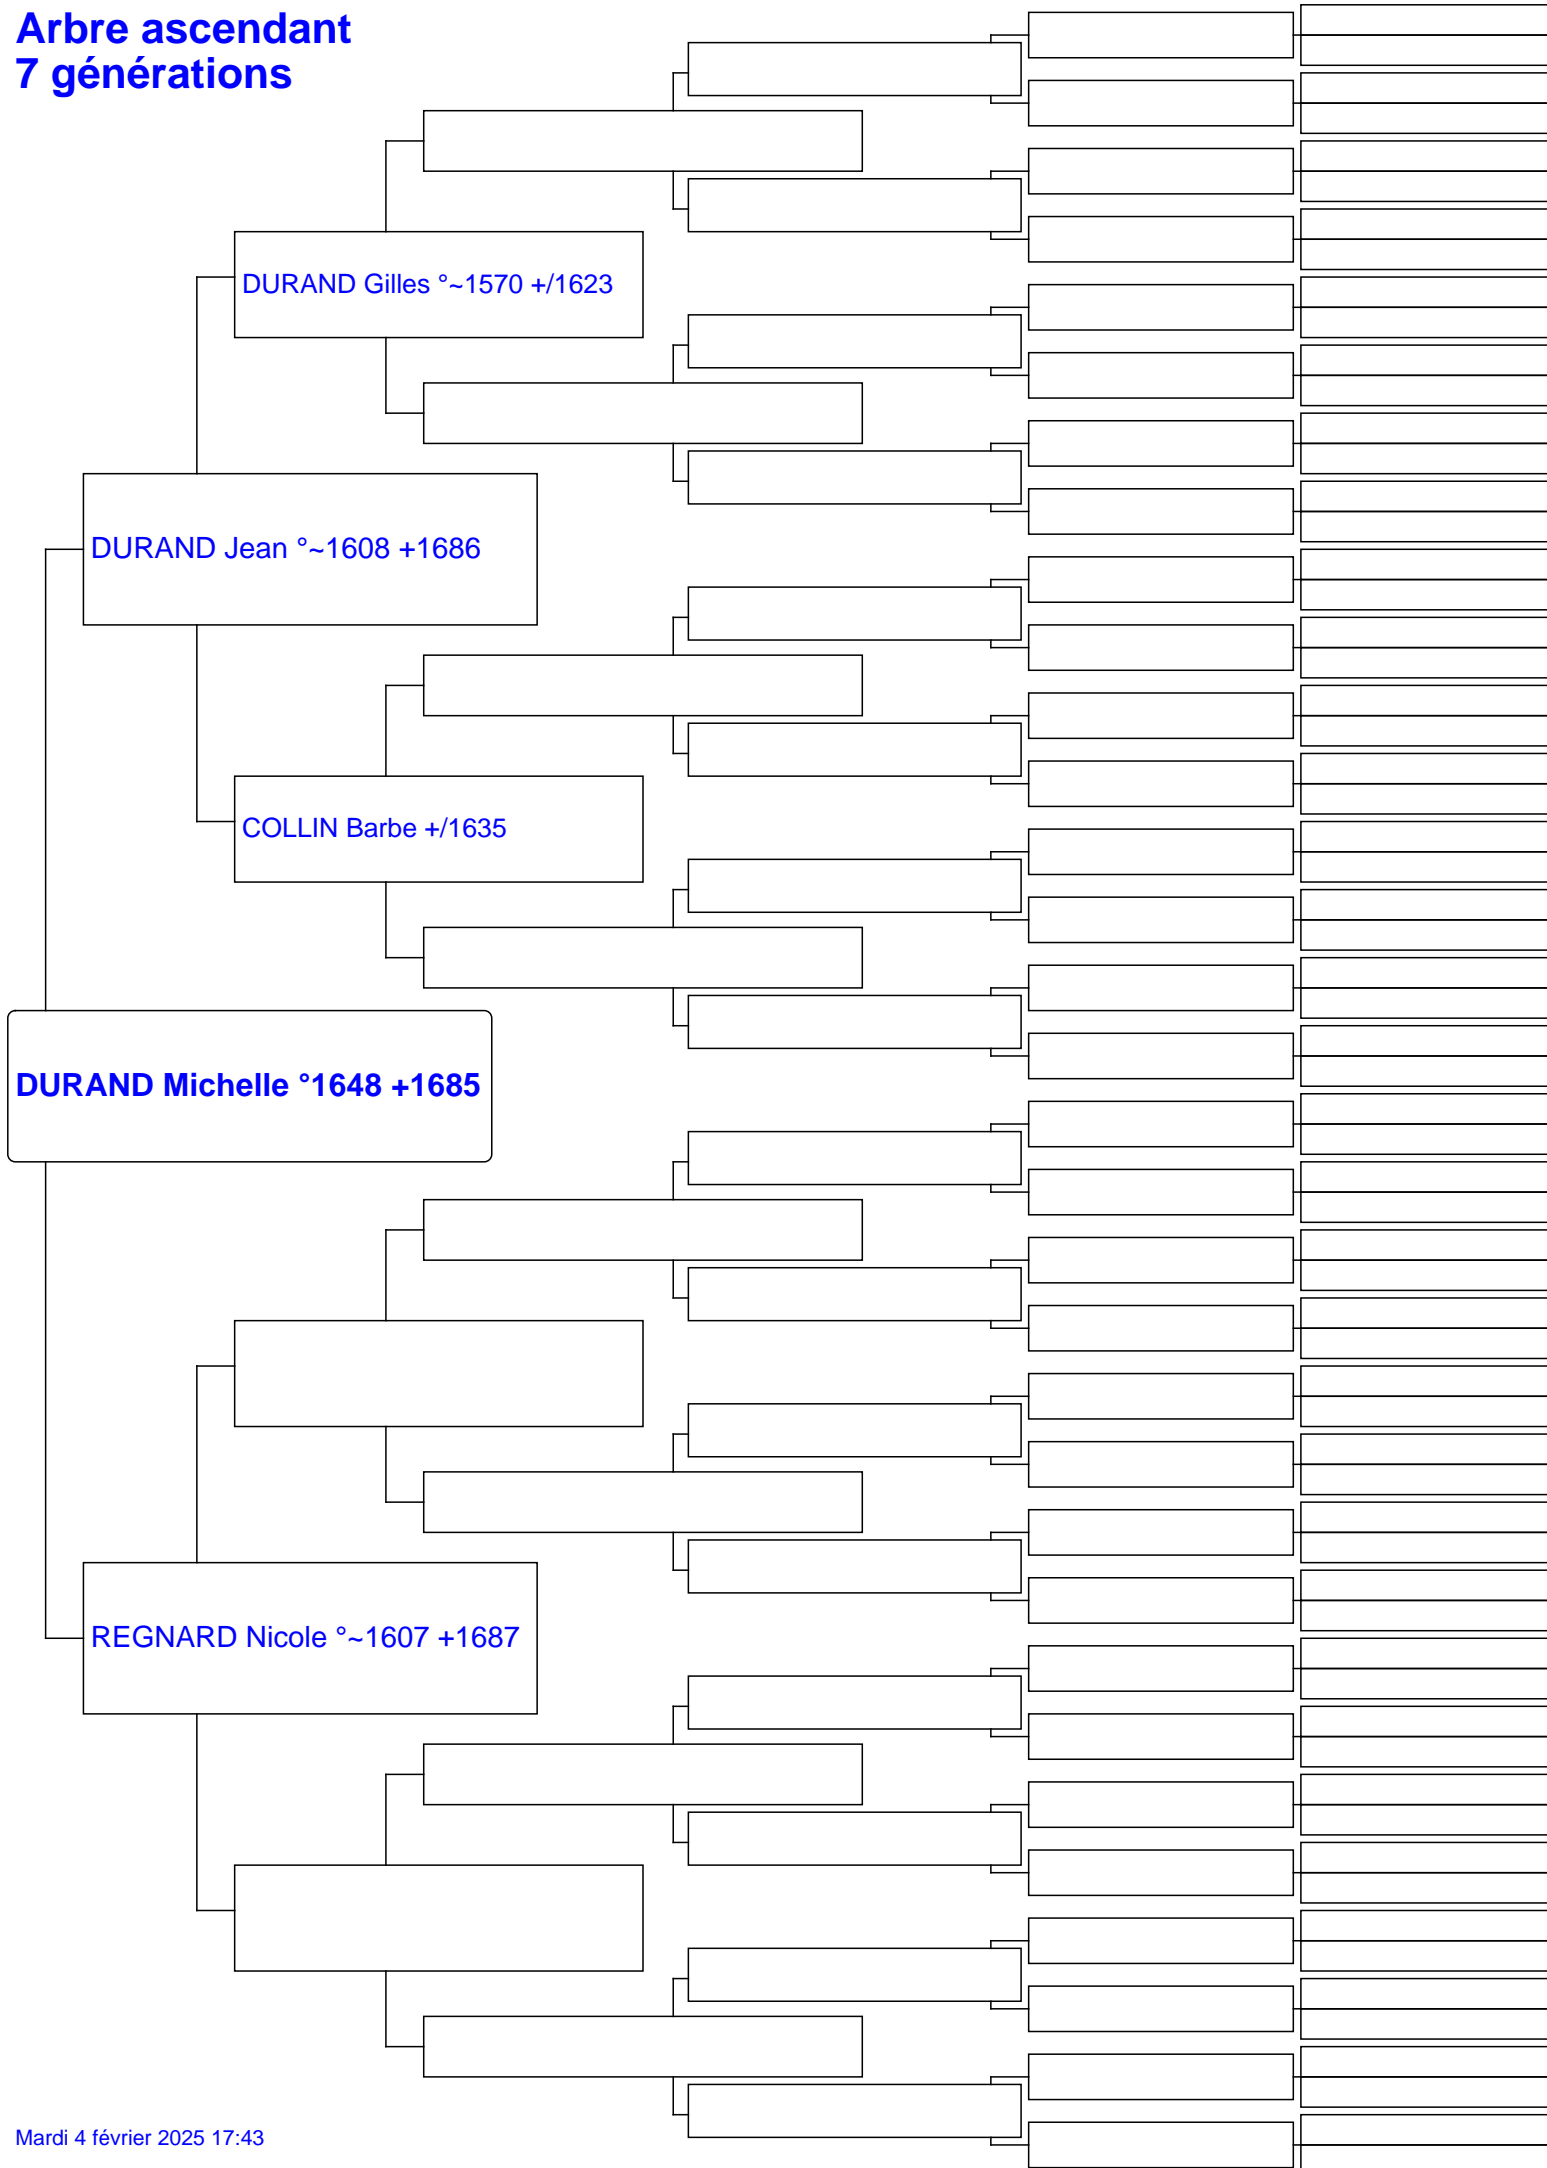 Arbre ascendant
7 générations
DURAND Gilles °~1570 +/1623
DURAND Jean °~1608 +1686
COLLIN Barbe +/1635
DURAND Michelle °1648 +1685
REGNARD Nicole °~1607 +1687
Mardi 4 février 2025 17:43